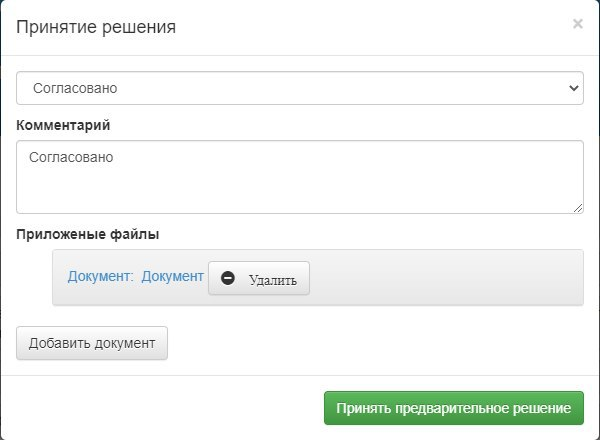 Принятие решения ×
Согласовано
Комментарий
Согласовано
Приложеные файлы
Документ: Документ Удалить
Добавить документ
Принять предварительное решение